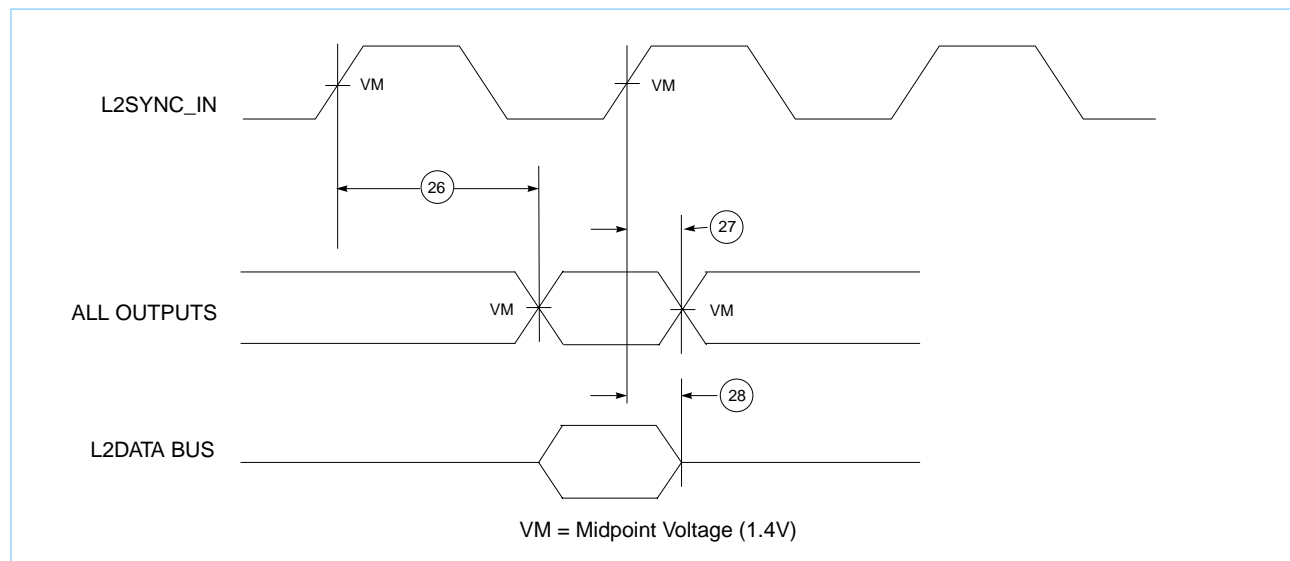 VM
VM
L2SYNC_IN
26
27
VM
VM
ALL OUTPUTS
28
L2DATA BUS
VM = Midpoint Voltage (1.4V)